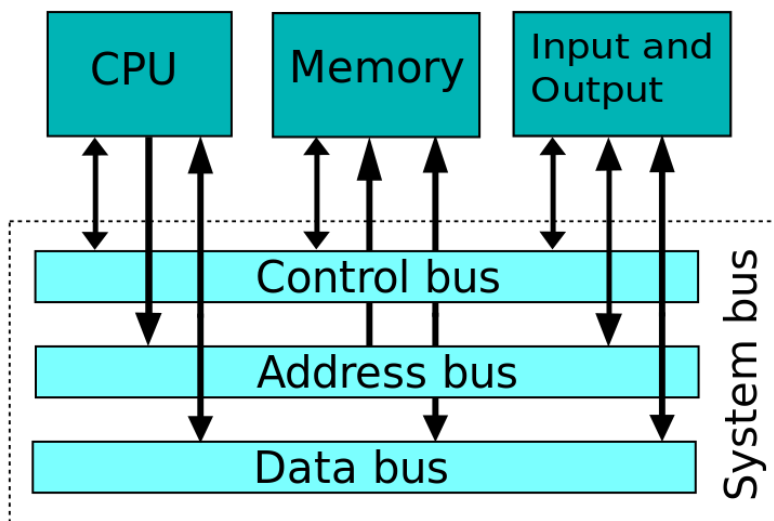 CPU
Memory
Input and
Output
Control bus
Address bus
Data bus
System bus